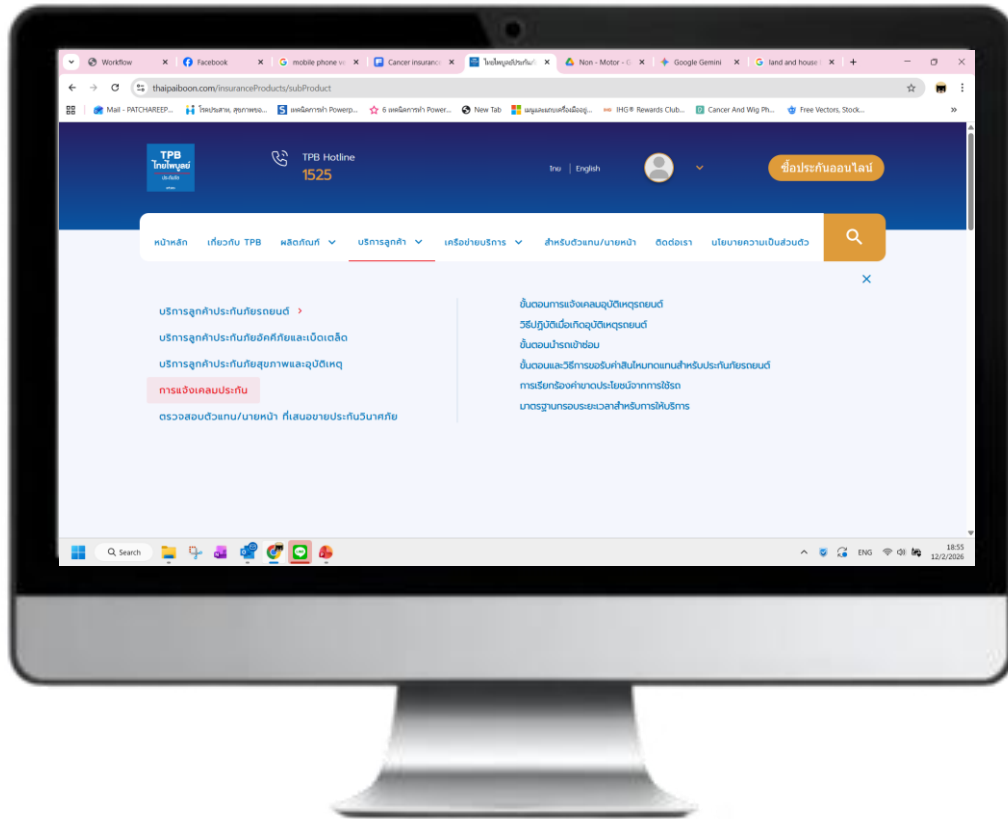 Workflow
Facebook
Cancer insuranc
Non - Motor -
Google Gemini
land and house
thaipaiboon.com/insuranceProducts/subProduct
Mail - PATCHAREEP...
New Tab
IHG® Rewards Club...
Cancer And Wig Ph...
Free Vectors, Stock...
TPB
ไทยไพบูลย์
ประกันภัย
TPB Hotline
1525
ไทย | English
ซื้อประกันออนไลน์
หน้าหลัก เกี่ยวกับ TPB ผลิตภัณฑ์ บริการลูกค้า เครือข่ายบริการ สำหรับตัวแทน/นายหน้า ติดต่อเรา นโยบายความเป็นส่วนตัว
บริการลูกค้าประกันภัยรถยนต์
บริการลูกค้าประกันภัยอัคคีภัยและเบ็ดเตล็ด
บริการลูกค้าประกันภัยสุขภาพและอุบัติเหตุ
การแจ้งเคลมประกัน
ตรวจสอบตัวแทน/นายหน้า ที่เสนอขายประกันวินาศภัย
ขั้นตอนการแจ้งเคลมอุบัติเหตุรถยนต์
วิธีปฏิบัติเมื่อเกิดอุบัติเหตุรถยนต์
ขั้นตอนนำรถเข้าซ่อม
ขั้นตอนและวิธีการขอรับค่าสินไหมทดแทนสำหรับประกันภัยรถยนต์
การเรียกร้องค่าขาดประโยชน์จากการใช้รถ
มาตรฐานกรอบระยะเวลาสำหรับการให้บริการ
Search
ENG
18:55
12/2/2026